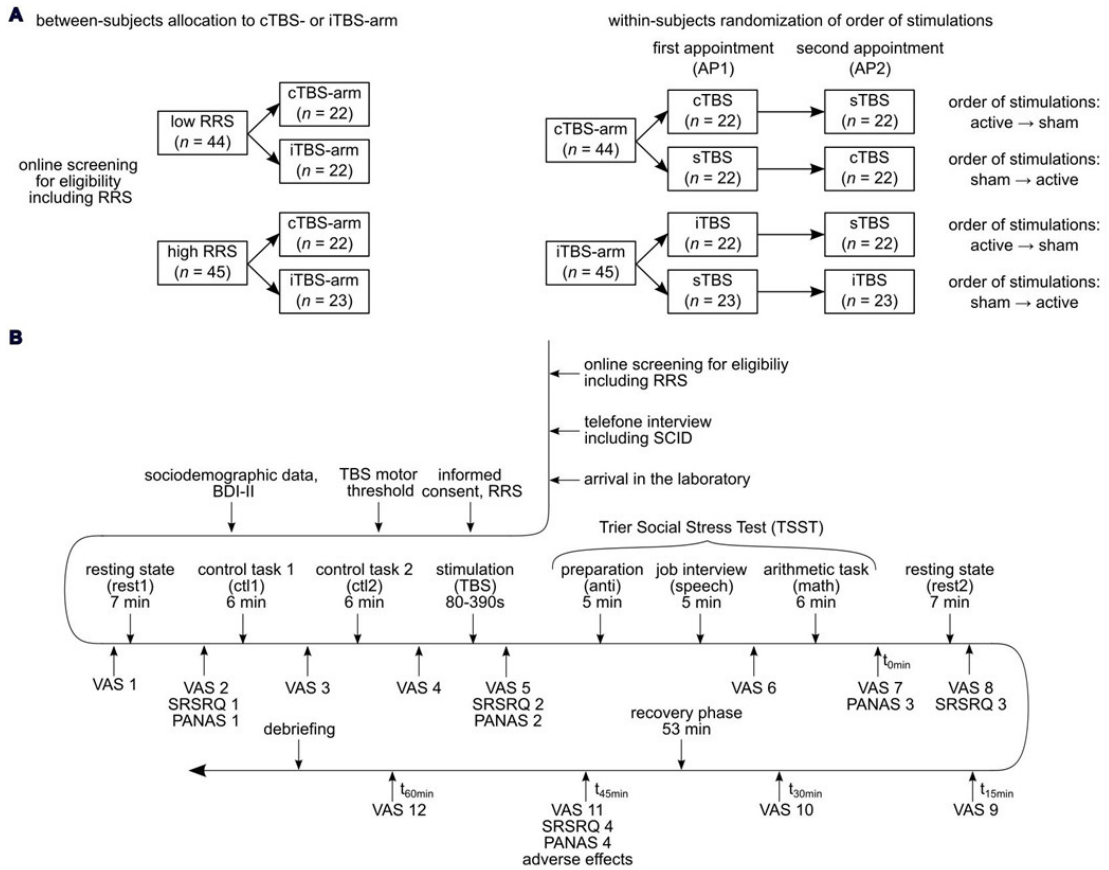 A
between-subjects allocation to cTBS- or iTBS-arm
online screening
for eligibility
including RRS
low RRS
(n = 44)
cTBS-arm
(n = 22)
iTBS-arm
(n = 22)
high RRS
(n = 45)
cTBS-arm
(n = 22)
iTBS-arm
(n = 23)
within-subjects randomization of order of stimulations
first appointment
(AP1)
second appointment
(AP2)
cTBS-arm
(n = 44)
cTBS
(n = 22)
sTBS
(n = 22)
order of stimulations:
active → sham
sTBS
(n = 22)
cTBS
(n = 22)
order of stimulations:
sham → active
iTBS-arm
(n = 45)
iTBS
(n = 22)
sTBS
(n = 22)
order of stimulations:
active → sham
sTBS
(n = 23)
iTBS
(n = 23)
order of stimulations:
sham → active
B
online screening for eligibiliy
including RRS
telefone interview
including SCID
arrival in the laboratory
sociodemographic data,
BDI-II
TBS motor
threshold
informed
consent, RRS
Trier Social Stress Test (TSST)
resting state
(rest1)
7 min
control task 1
(ctl1)
6 min
control task 2
(ctl2)
6 min
stimulation
(TBS)
80-390s
preparation
(anti)
5 min
job interview
(speech)
5 min
arithmetic task
(math)
6 min
resting state
(rest2)
7 min
VAS 1
VAS 2
SRSRQ 1
PANAS 1
VAS 3
VAS 4
VAS 5
SRSRQ 2
PANAS 2
VAS 6
t0min
VAS 7
PANAS 3
VAS 8
SRSRQ 3
debriefing
recovery phase
53 min
t60min
VAS 12
t45min
VAS 11
SRSRQ 4
PANAS 4
adverse effects
t30min
VAS 10
t15min
VAS 9